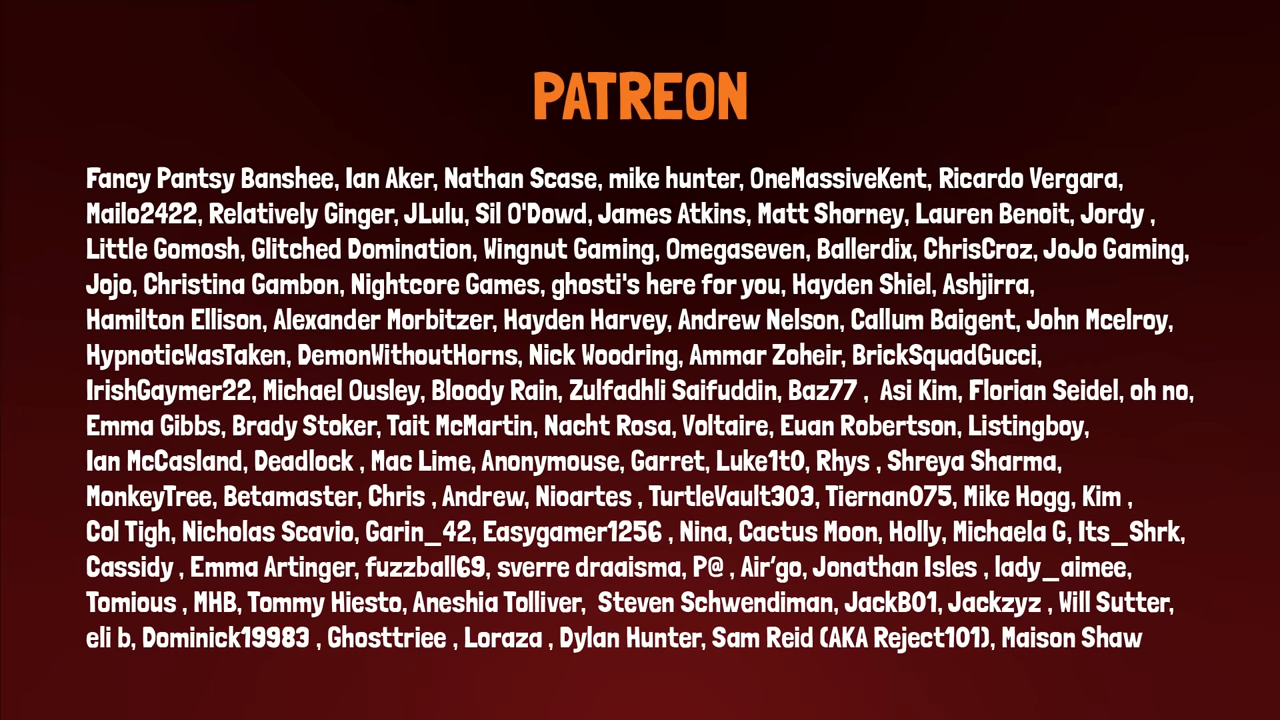 PATREON
Fancy Pantsy Banshee, Ian Aker, Nathan Scase, mike hunter, OneMassiveKent, Ricardo Vergara,
Mailo2422, Relatively Ginger, JLulu, Sil O'Dowd, James Atkins, Matt Shorney, Lauren Benoit, Jordy ,
Little Gomosh, Glitched Domination, Wingnut Gaming, Omegaseven, Ballerdix, ChrisCroz, JoJo Gaming,
Jojo, Christina Gambon, Nightcore Games, ghosti's here for you, Hayden Shiel, Ashjirra,
Hamilton Ellison, Alexander Morbitzer, Hayden Harvey, Andrew Nelson, Callum Baigent, John Mcelroy,
HypnoticWasTaken, DemonWithoutHorns, Nick Woodring, Ammar Zoheir, BrickSquadGucci,
IrishGaymer22, Michael Ousley, Bloody Rain, Zulfadhli Saifuddin, Baz77 ,  Asi Kim, Florian Seidel, oh no,
Emma Gibbs, Brady Stoker, Tait McMartin, Nacht Rosa, Voltaire, Euan Robertson, Listingboy,
Ian McCasland, Deadlock , Mac Lime, Anonymouse, Garret, Luke1t0, Rhys , Shreya Sharma,
MonkeyTree, Betamaster, Chris , Andrew, Nioartes , TurtleVault303, Tiernan075, Mike Hogg, Kim ,
Col Tigh, Nicholas Scavio, Garin_42, Easygamer1256 , Nina, Cactus Moon, Holly, Michaela G, Its_Shrk,
Cassidy , Emma Artinger, fuzzball69, sverre draaisma, P@ , Air'go, Jonathan Isles , lady_aimee,
Tomious , MHB, Tommy Hiesto, Aneshia Tolliver,  Steven Schwendiman, JackB01, Jackzyz , Will Sutter,
eli b, Dominick19983 , Ghosttriee , Loraza , Dylan Hunter, Sam Reid (AKA Reject101), Maison Shaw